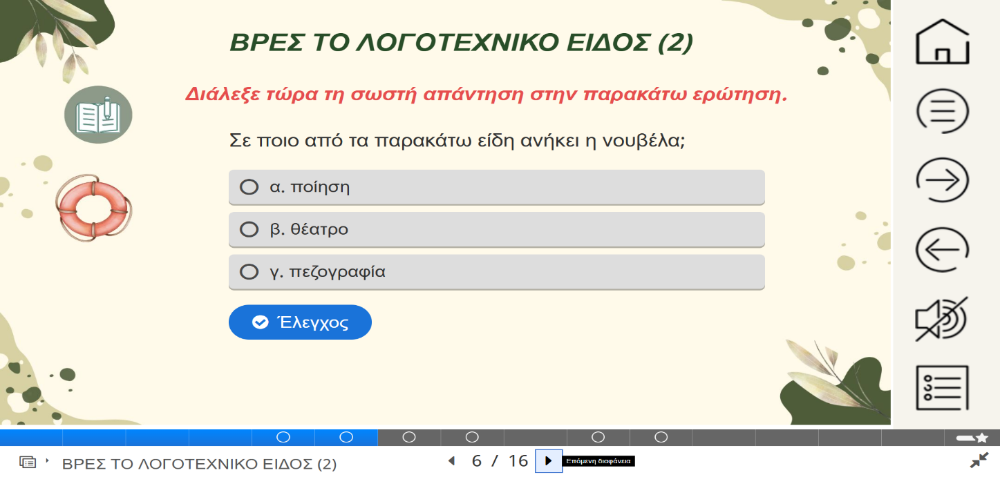 ΒΡΕΣ ΤΟ ΛΟΓΟΤΕΧΝΙΚΟ ΕΙΔΟΣ (2)
Διάλεξε τώρα τη σωστή απάντηση στην παρακάτω ερώτηση.
Σε ποιο από τα παρακάτω είδη ανήκει η νουβέλα;
α. ποίηση
β. θέατρο
γ. πεζογραφία
Έλεγχος
ΒΡΕΣ ΤΟ ΛΟΓΟΤΕΧΝΙΚΟ ΕΙΔΟΣ (2)
6 / 16
Επόμενη διαφάνεια